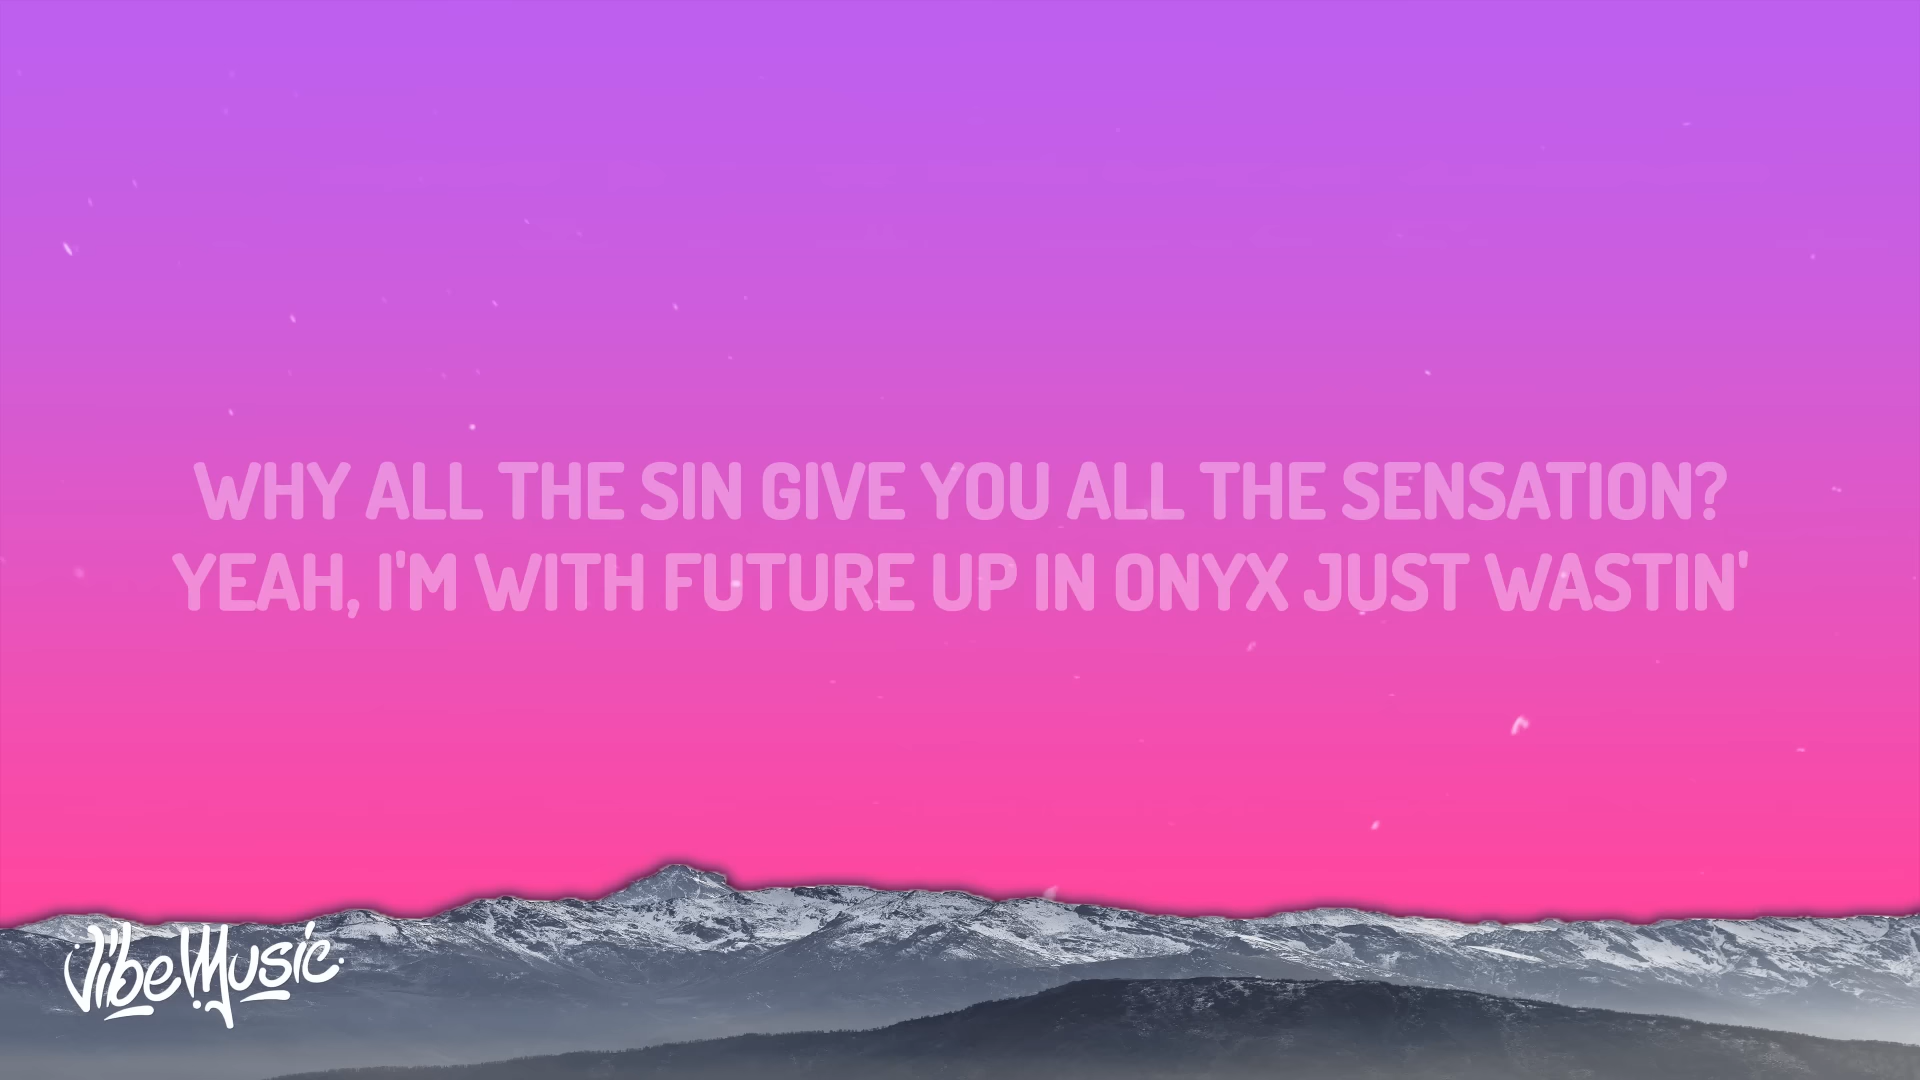 WHY ALL THE SIN GIVE YOU ALL THE SENSATION?
YEAH, I'M WITH FUTURE UP IN ONYX JUST WASTIN'
VibeMusic